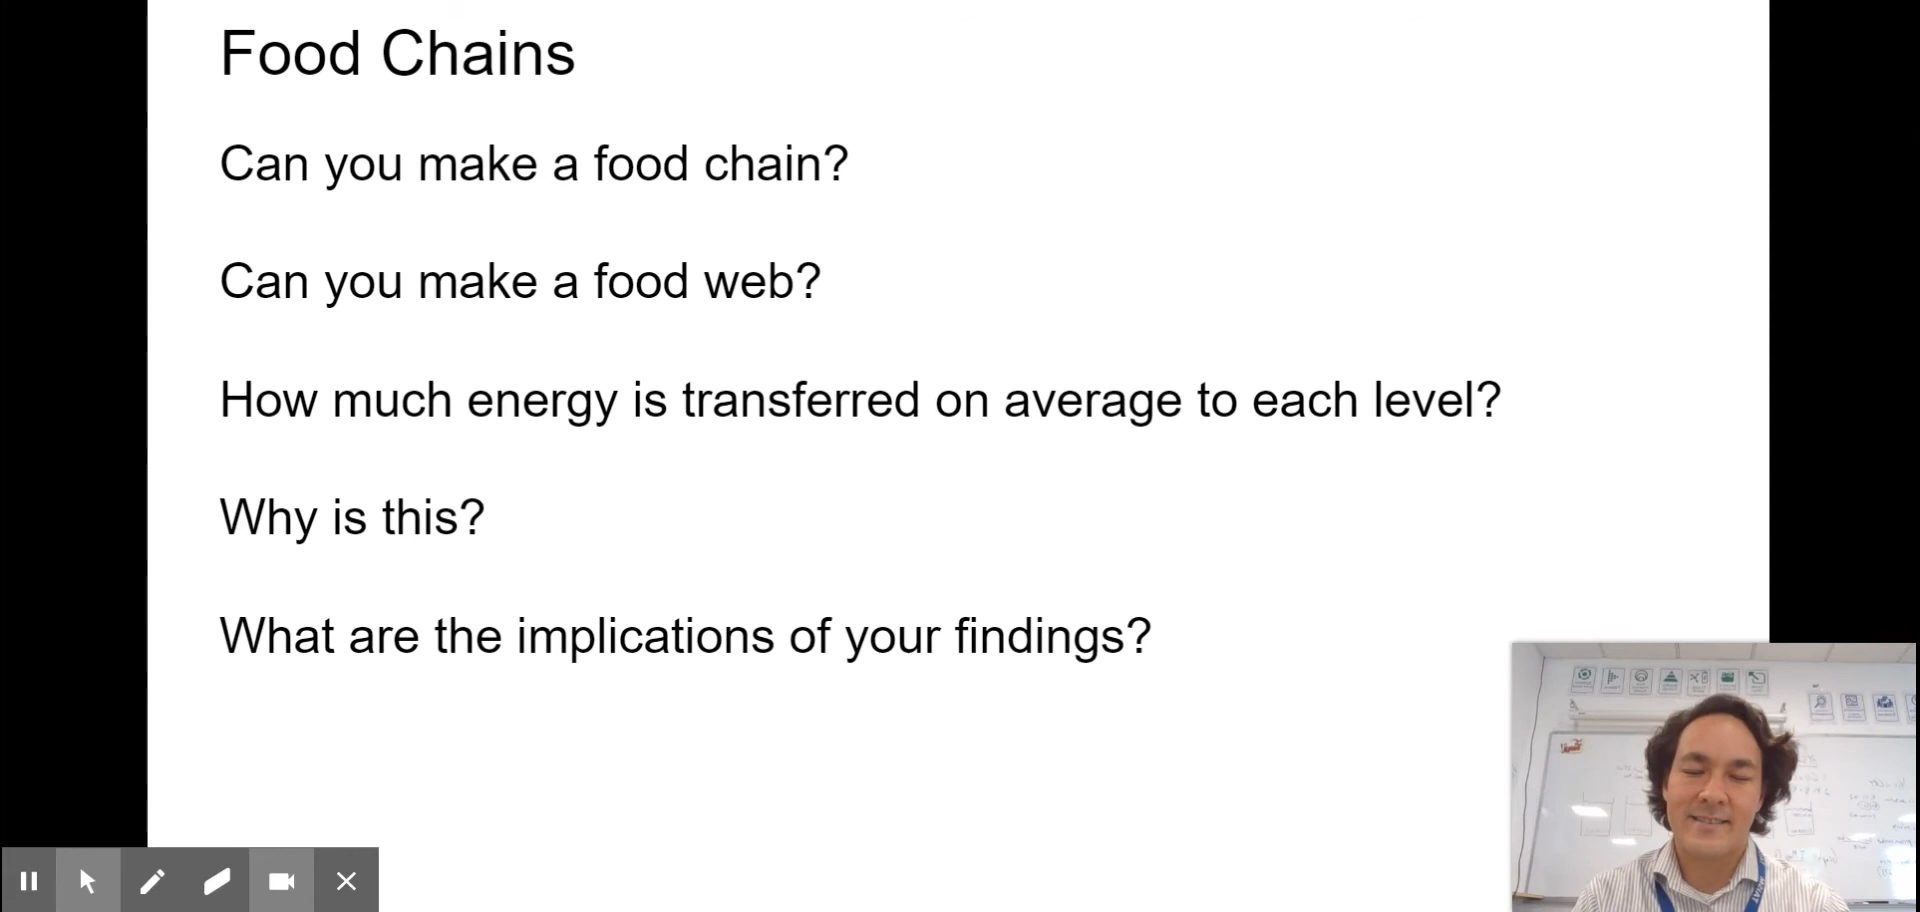 Food Chains
Can you make a food chain?
Can you make a food web?
How much energy is transferred on average to each level?
Why is this?
What are the implications of your findings?